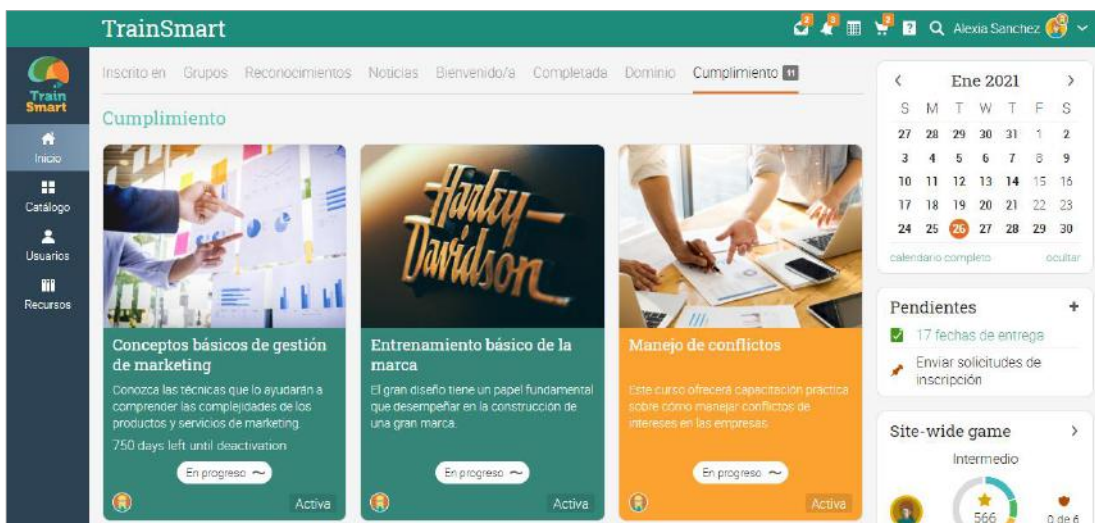 TrainSmart
2
3
2
?
Alexia Sanchez
Train
Smart
Inicio
Catálogo
Usuarios
Recursos
Inscrito en Grupos Reconocimientos Noticias Bienvenido/a Completada Dominio Cumplimiento 11
Cumplimiento
Harley-
Davidson
Conceptos básicos de gestión
de marketing
Conozca las técnicas que lo ayudarán a
comprender las complejidades de los
productos y servicios de marketing.
750 days left until deactivation
En progreso
Activa
Entrenamiento básico de la
marca
El gran diseño tiene un papel fundamental
que desempeñar en la construcción de
una gran marca.
En progreso
Activa
Manejo de conflictos
Este curso ofrecerá capacitación práctica
sobre cómo manejar conflictos de
intereses en las empresas.
En progreso
Activa
Ene 2021
S M T W T F S
27 28 29 30 31 1 2
3 4 5 6 7 8 9
10 11 12 13 14 15 16
17 18 19 20 21 22 23
24 25 26 27 28 29 30
calendario completo ocultar
Pendientes +
17 fechas de entrega
Enviar solicitudes de
inscripción
Site-wide game
Intermedio
566
0 de 6